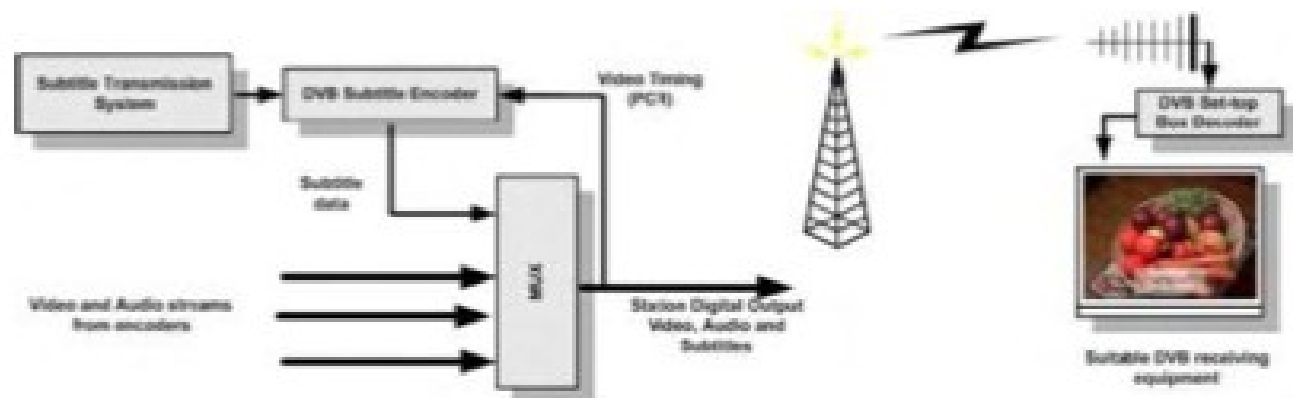 Subtitle Transmission
System
DVB Subtitle Encoder
Video Timing
(PCR)
DVB Set-top
Box Decoder
Subtitle
data
MUX
Video and Audio streams
from encoders
Station Digital Output
Video, Audio and
Subtitles
Suitable DVB receiving
equipment